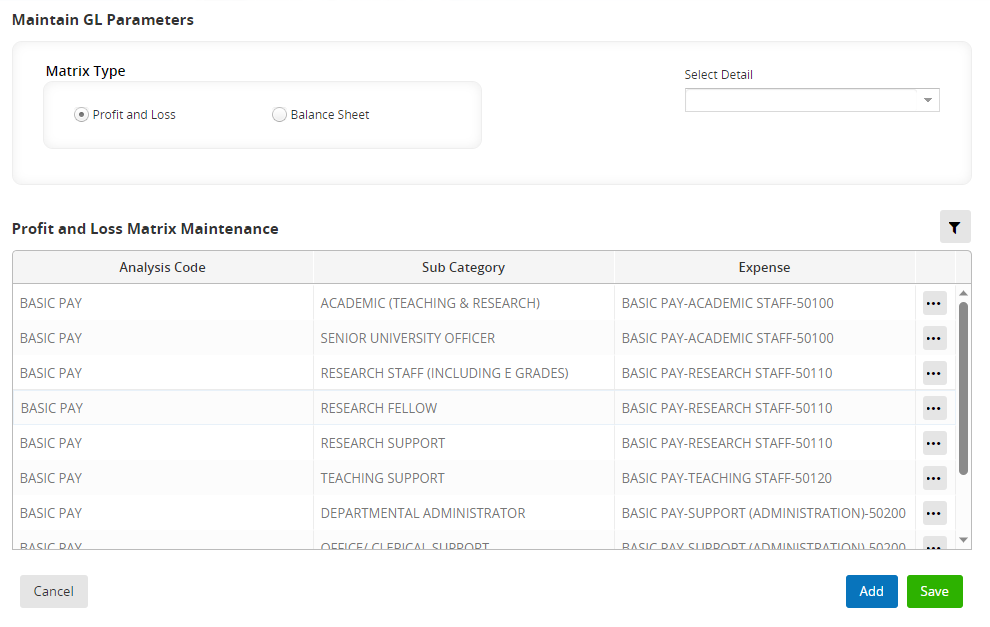 Maintain GL Parameters
Matrix Type
Select Detail
Profit and Loss Balance Sheet
Profit and Loss Matrix Maintenance
Analysis Code Sub Category Expense
BASIC PAY ACADEMIC (TEACHING & RESEARCH) BASIC PAY-ACADEMIC STAFF-50100
BASIC PAY SENIOR UNIVERSITY OFFICER BASIC PAY-ACADEMIC STAFF-50100
BASIC PAY RESEARCH STAFF (INCLUDING E GRADES) BASIC PAY-RESEARCH STAFF-50110
BASIC PAY RESEARCH FELLOW BASIC PAY-RESEARCH STAFF-50110
BASIC PAY RESEARCH SUPPORT BASIC PAY-RESEARCH STAFF-50110
BASIC PAY TEACHING SUPPORT BASIC PAY-TEACHING STAFF-50120
BASIC PAY DEPARTMENTAL ADMINISTRATOR BASIC PAY-SUPPORT (ADMINISTRATION)-50200
BASIC PAY OFFICE/ CLERICAL SUPPORT BASIC PAY-SUPPORT (ADMINISTRATION)-50200
Cancel Add Save